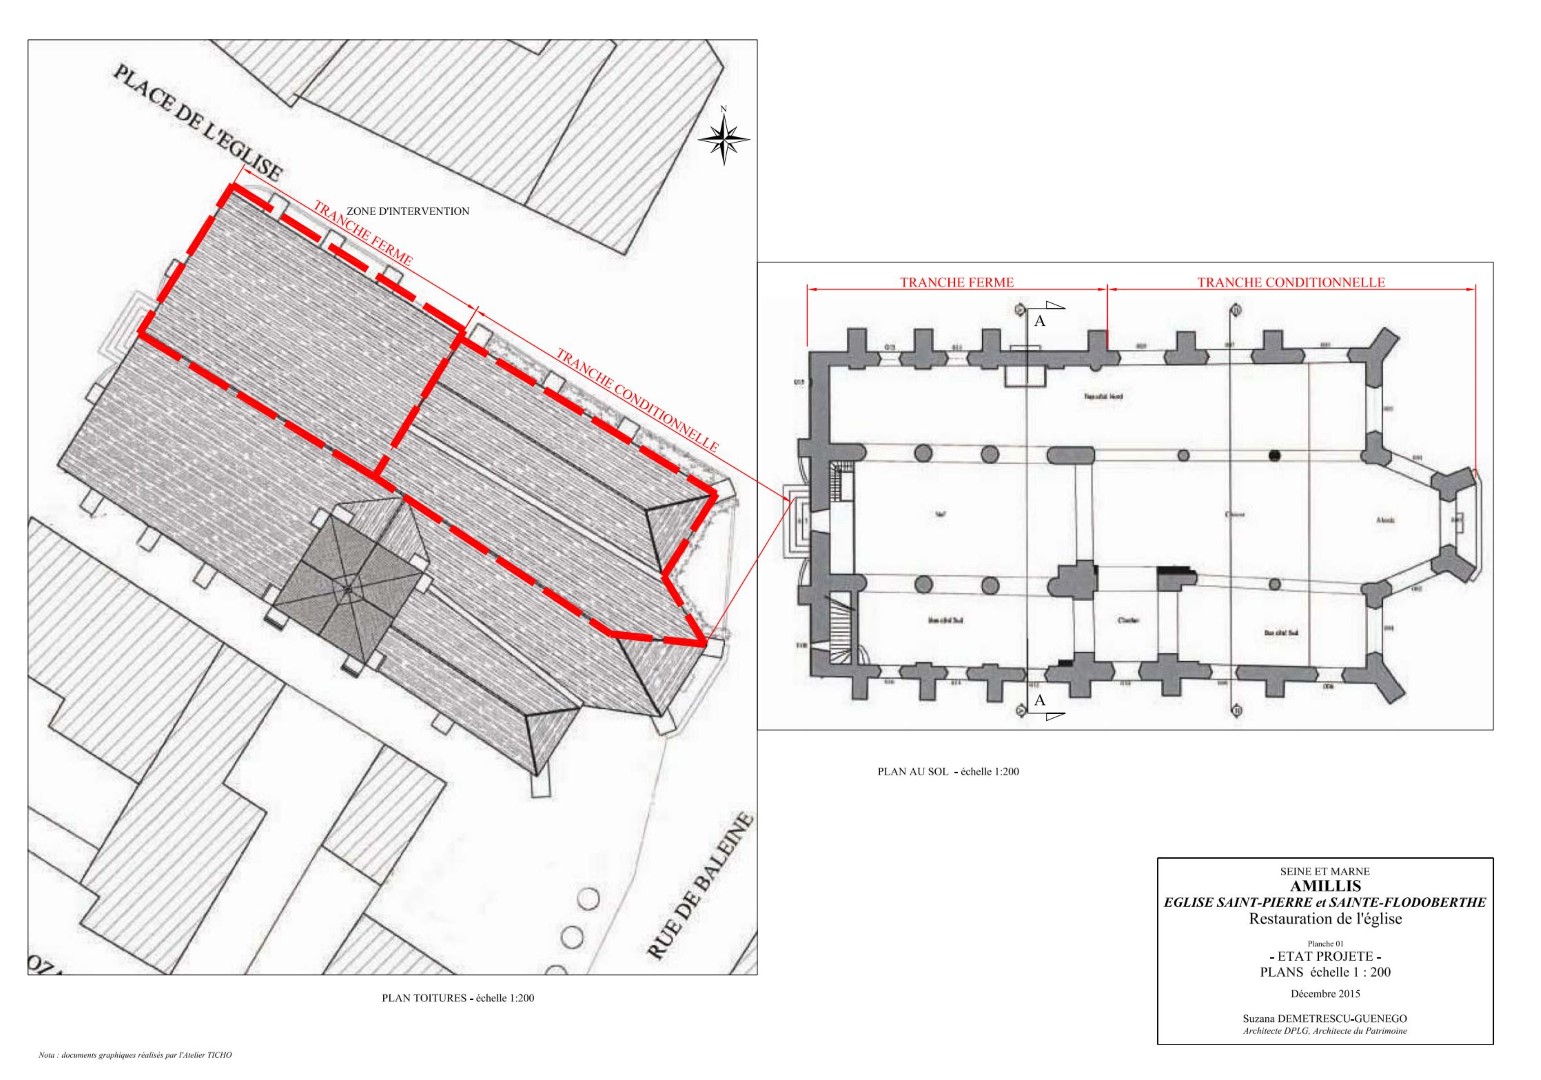 PLACE DE L'EGLISE
N
ZONE D'INTERVENTION
TRANCHE FERME
TRANCHE CONDITIONNELLE
RUE DE BALEINE
OZA
PLAN TOITURES - échelle 1:200
TRANCHE FERME
TRANCHE CONDITIONNELLE
A
Bas côté Nord
Nef
Choeur
Bas côté Sud
Clocher
Bas côté Sud
A
PLAN AU SOL - échelle 1:200
SEINE ET MARNE
AMILLIS
EGLISE SAINT-PIERRE et SAINTE-FLODOBERTHE
Restauration de l'église
Planche 01
- ETAT PROJETE -
PLANS échelle 1 : 200
Décembre 2015
Suzana DEMETRESCU-GUENEGO
Architecte DPLG, Architecte du Patrimoine
Nota : documents graphiques réalisés par l'Atelier TICHO